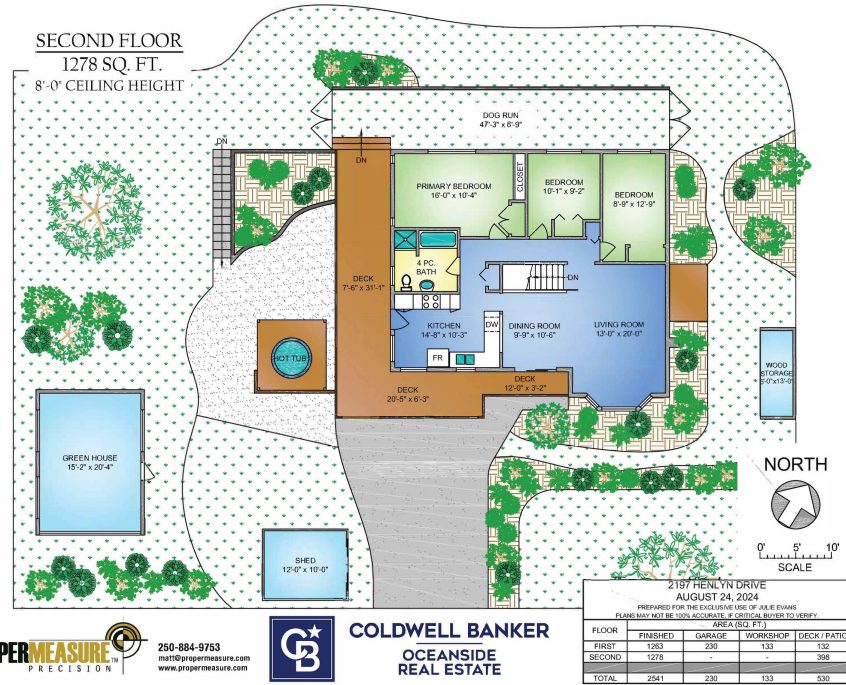 SECOND FLOOR
1278 SQ. FT.
8'-0" CEILING HEIGHT
DOG RUN
47'-3" x 8'-9"
DN
DN
PRIMARY BEDROOM
16'-0" x 10'-4"
CLOSET
BEDROOM
10'-1" x 9'-2"
BEDROOM
8'-9" x 12'-9"
4 PC.
BATH
DECK
7'-6" x 31'-1"
DN
KITCHEN
14'-8" x 10'-3"
DW
DINING ROOM
9'-9" x 10'-6"
LIVING ROOM
13'-0" x 20'-0"
FR
HOT TUB
DECK
20'-5" x 6'-3"
DECK
12'-0" x 3'-2"
WOOD
STORAGE
5'-0"x13'-0"
GREEN HOUSE
15'-2" x 20'-4"
SHED
12'-0" x 10'-0"
NORTH
0' 5' 10'
SCALE
2197 HENLYN DRIVE
AUGUST 24, 2024
PREPARED FOR THE EXCLUSIVE USE OF JULIE EVANS
PLANS MAY NOT BE 100% ACCURATE, IF CRITICAL BUYER TO VERIFY.
FLOOR AREA (SQ. FT.)
FINISHED GARAGE WORKSHOP DECK / PATIO
FIRST 1263 230 133 132
SECOND 1278 - - 398
TOTAL 2541 230 133 530
PERMEASURE™
PRECISION
250-884-9753
matt@propermeasure.com
www.propermeasure.com
CB
COLDWELL BANKER
OCEANSIDE
REAL ESTATE